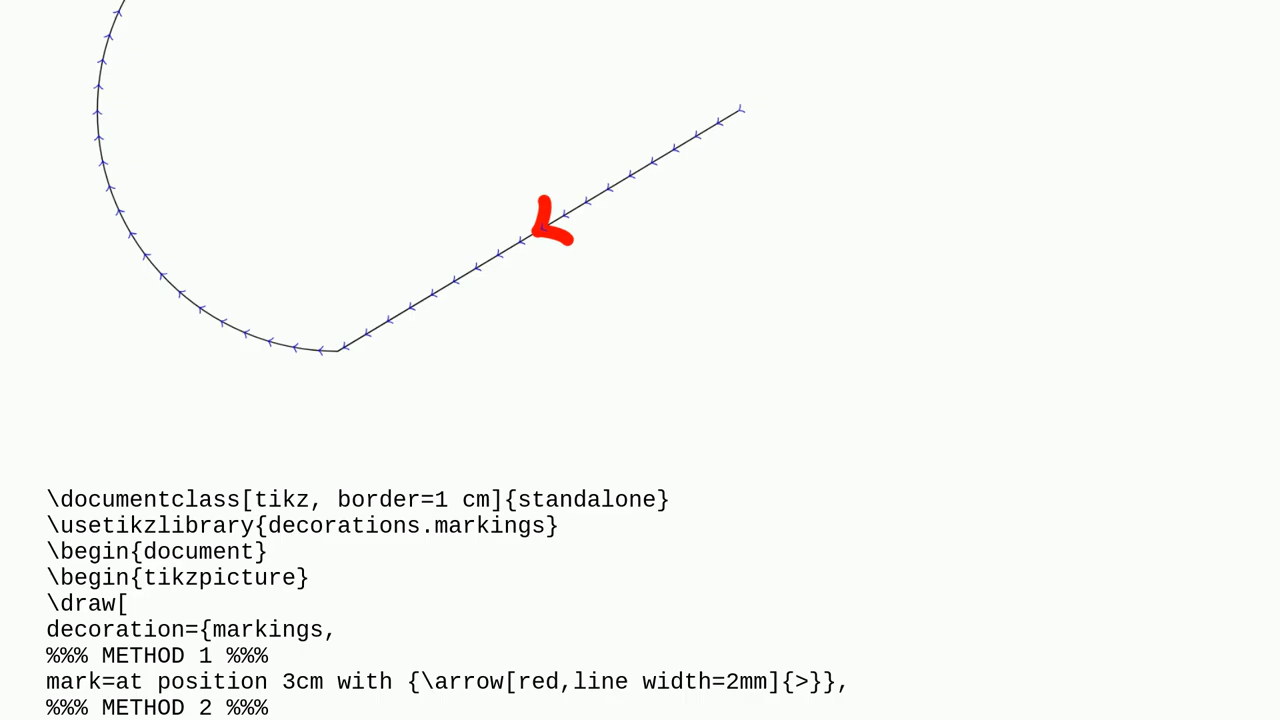 \documentclass[tikz, border=1 cm]{standalone}
\usetikzlibrary{decorations.markings}
\begin{document}
\begin{tikzpicture}
\draw[
decoration={markings,
%%% METHOD 1 %%%
mark=at position 3cm with {\arrow[red,line width=2mm]{>}},
%%% METHOD 2 %%%